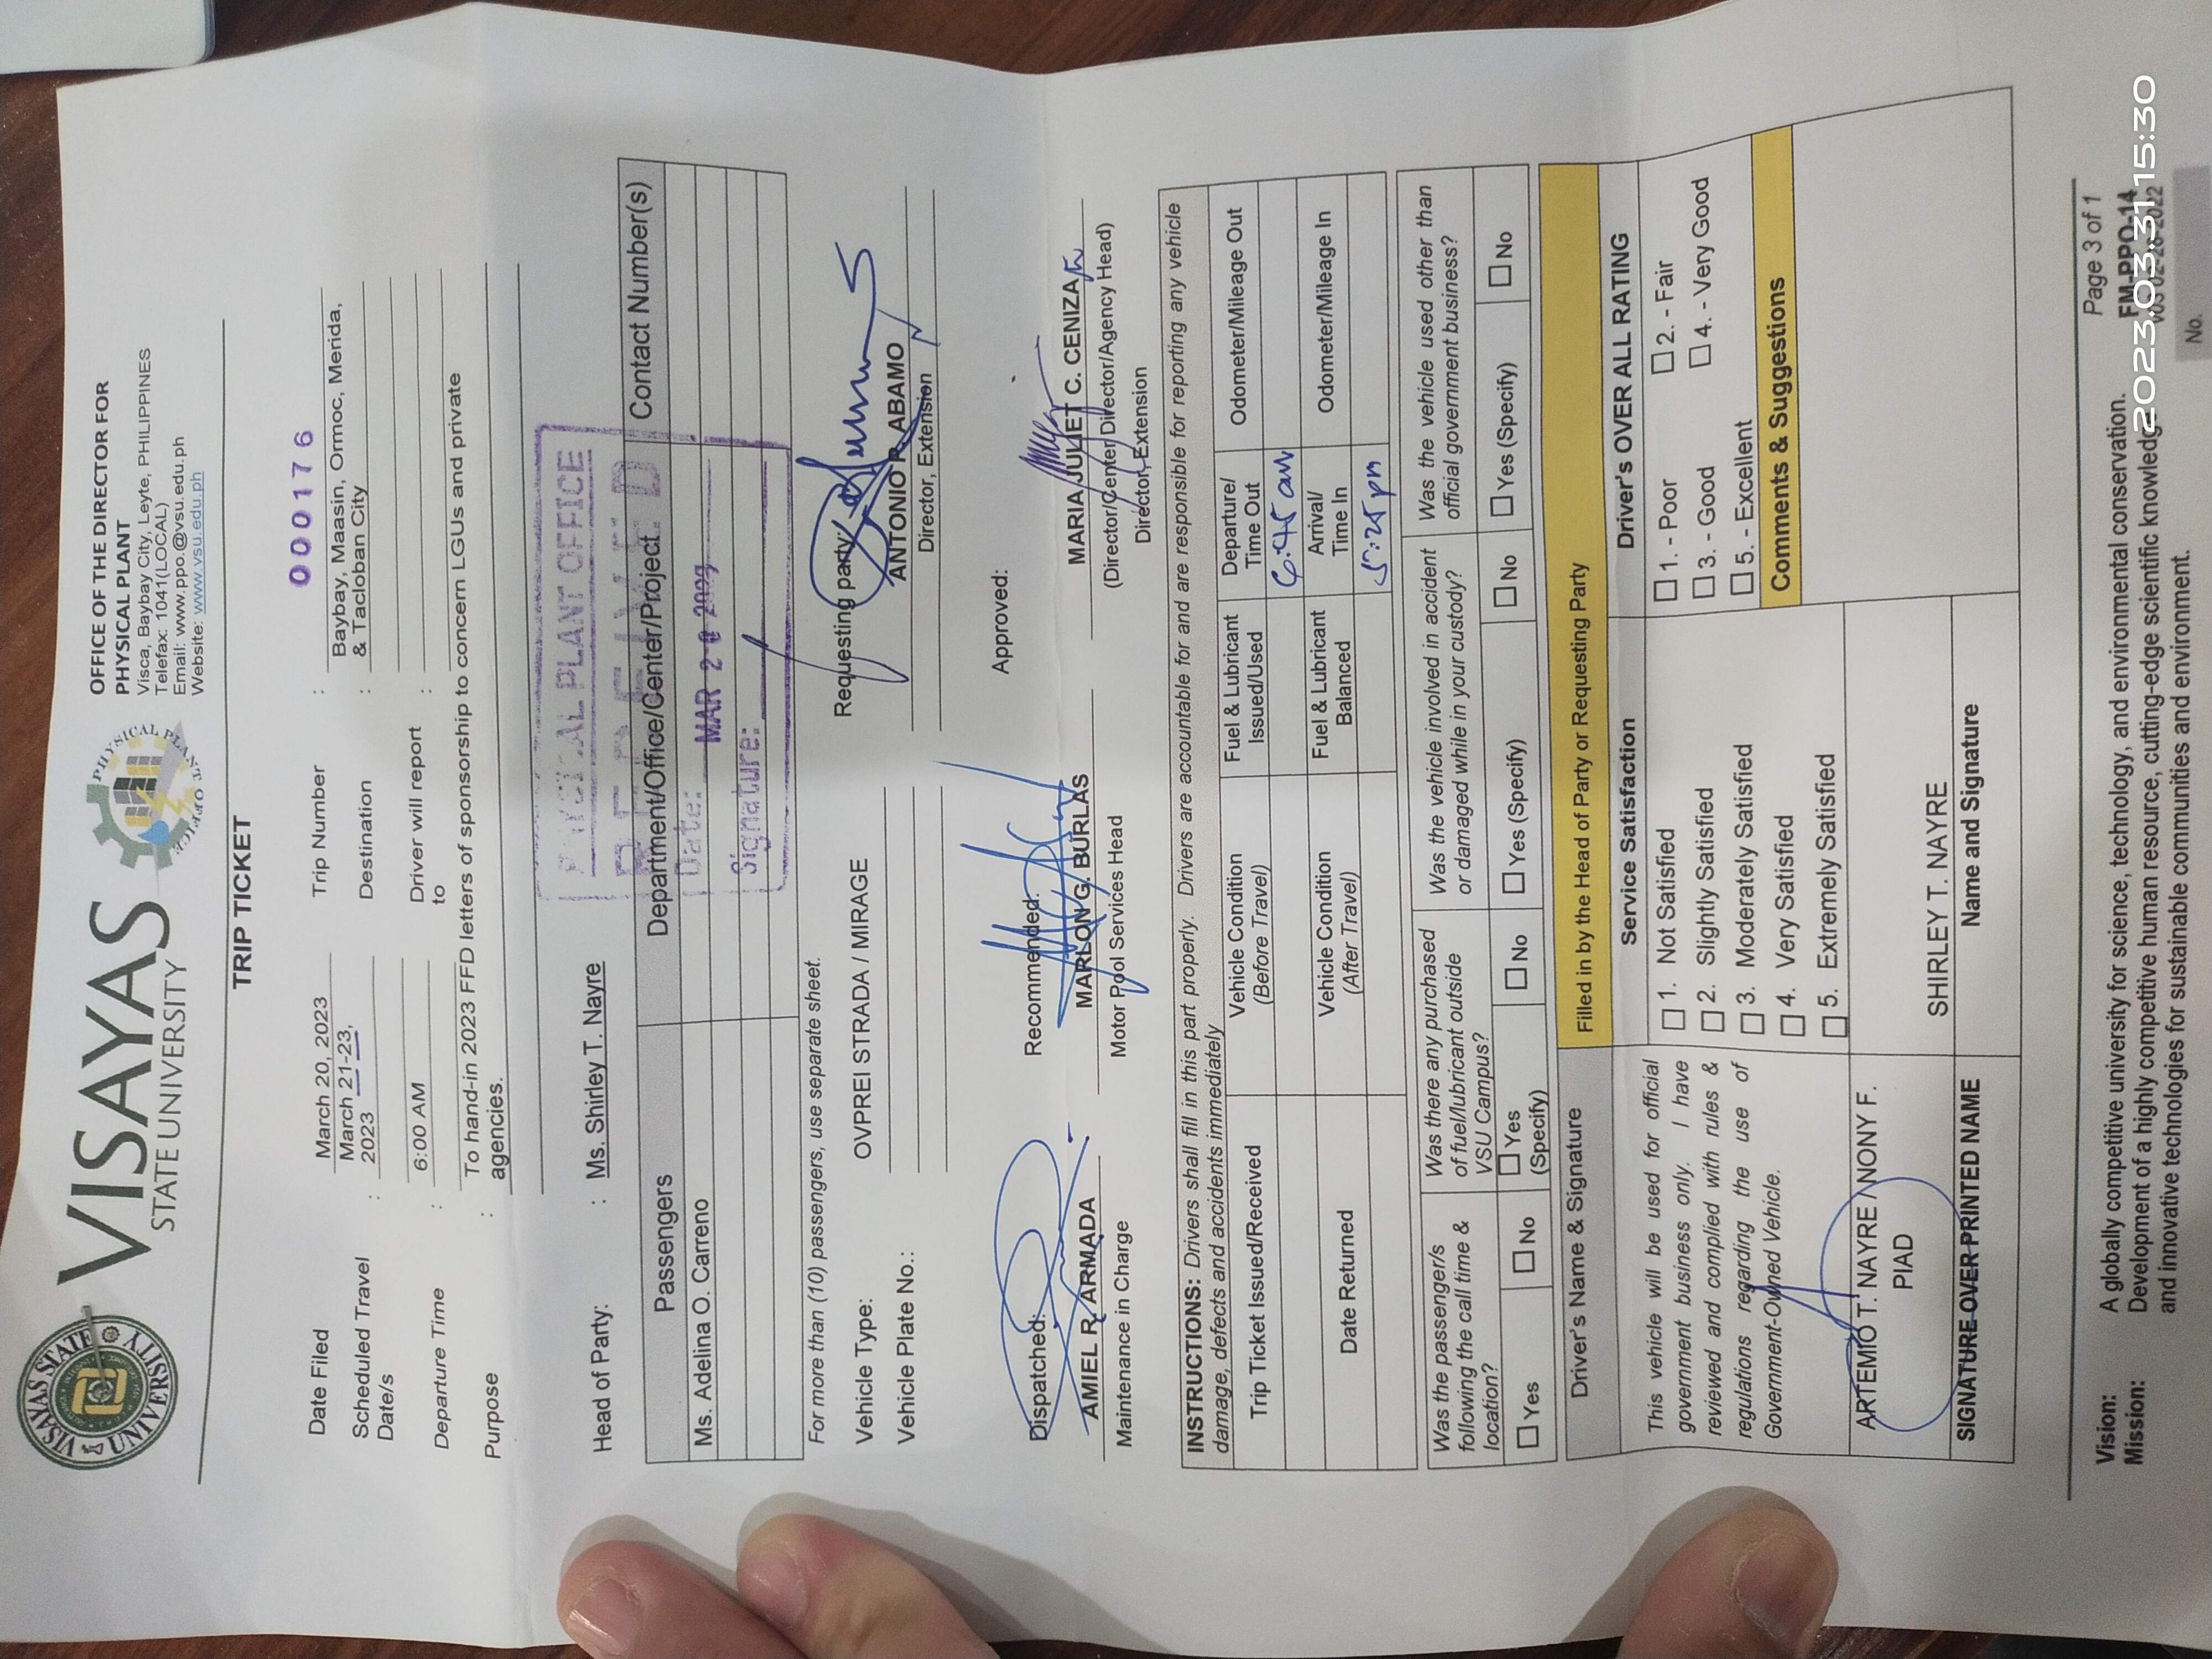 VISAYAS STATE UNIVERSITY
VISAYAS
STATE UNIVERSITY
PHYSICAL PLANT OFFICE
OFFICE OF THE DIRECTOR FOR
PHYSICAL PLANT
Visca, Baybay City, Leyte, PHILIPPINES
Telefax: 1041(LOCAL)
Email: www.ppo.@vsu.edu.ph
Website: www.vsu.edu.ph
TRIP TICKET
000176
Date Filed March 20, 2023 Trip Number :
Scheduled Travel Date/s : March 21-23, 2023 Destination : Baybay, Maasin, Ormoc, Merida, & Tacloban City
Departure Time : 6:00 AM Driver will report to :
Purpose : To hand-in 2023 FFD letters of sponsorship to concern LGUs and private
agencies.
PHYSICAL PLANT OFFICE
RECEIVED
Date: MAR 20 2023
Signature:
Head of Party: : Ms. Shirley T. Nayre
Passengers Department/Office/Center/Project Contact Number(s)
Ms. Adelina O. Carreno
For more than (10) passengers, use separate sheet.
Vehicle Type: OVPREI STRADA / MIRAGE
Vehicle Plate No.:
Requesting party:
ANTONIO P. ABAMO
Director, Extension
Dispatched: Recommended: Approved:
AMIEL R. ARMADA MARLON G. BURLAS MARIA JULIET C. CENIZA
Maintenance in Charge Motor Pool Services Head (Director/Center Director/Agency Head)
Director, Extension
INSTRUCTIONS: Drivers shall fill in this part properly. Drivers are accountable for and are responsible for reporting any vehicle
damage, defects and accidents immediately
Trip Ticket Issued/Received Vehicle Condition (Before Travel) Fuel & Lubricant Issued/Used Departure/ Time Out Odometer/Mileage Out
6:45 am
Date Returned Vehicle Condition (After Travel) Fuel & Lubricant Balanced Arrival/ Time In Odometer/Mileage In
5:25 pm
Was the passenger/s following the call time & location? Was there any purchased of fuel/lubricant outside VSU Campus? Was the vehicle involved in accident or damaged while in your custody? Was the vehicle used other than official government business?
Yes No Yes (Specify) No Yes (Specify) No Yes (Specify) No
Driver's Name & Signature Filled in by the Head of Party or Requesting Party
Service Satisfaction Driver's OVER ALL RATING
This vehicle will be used for official
government business only. I have
reviewed and complied with rules &
regulations regarding the use of
Government-Owned Vehicle.
1. Not Satisfied
2. Slightly Satisfied
3. Moderately Satisfied
4. Very Satisfied
5. Extremely Satisfied
1. - Poor 2. - Fair
3. - Good 4. - Very Good
5. - Excellent
Comments & Suggestions
ARTEMIO T. NAYRE / NONY F.
PIAD
SHIRLEY T. NAYRE
SIGNATURE OVER PRINTED NAME Name and Signature
Page 3 of 1
FM-PPO-14
Vision: A globally competitive university for science, technology, and environmental conservation.
Mission: Development of a highly competitive human resource, cutting-edge scientific knowledge
and innovative technologies for sustainable communities and environment.
No.
2023.03.31 15:30